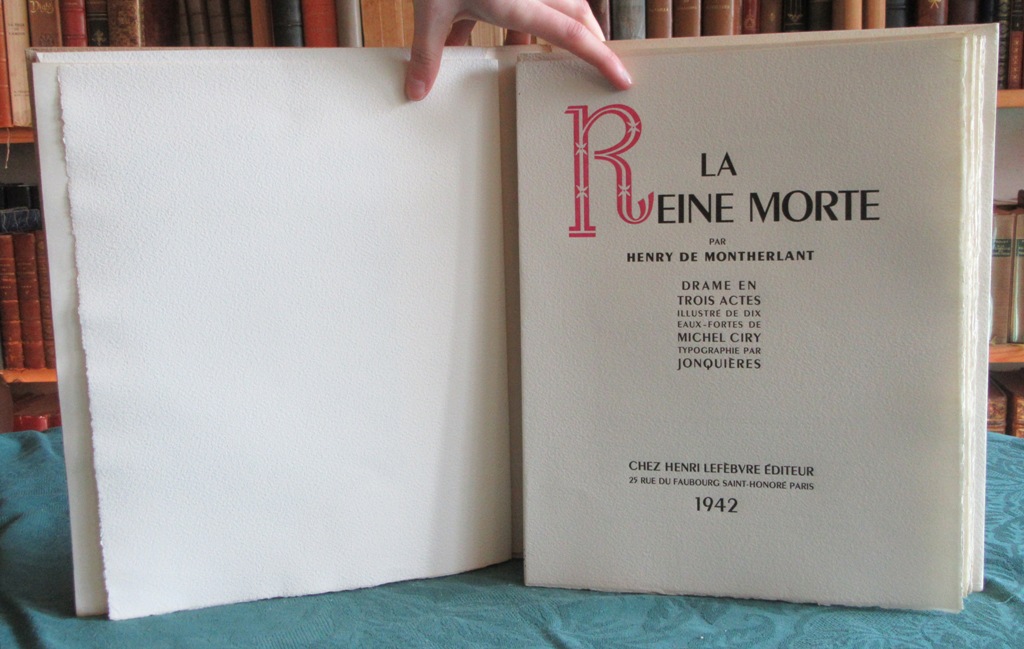 LA
REINE MORTE
PAR
HENRY DE MONTHERLANT
DRAME EN
TROIS ACTES
ILLUSTRÉ DE DIX
EAUX-FORTES DE
MICHEL CIRY
TYPOGRAPHIE PAR
JONQUIÈRES
CHEZ HENRI LEFÈBVRE ÉDITEUR
25 RUE DU FAUBOURG SAINT-HONORÉ PARIS
1942